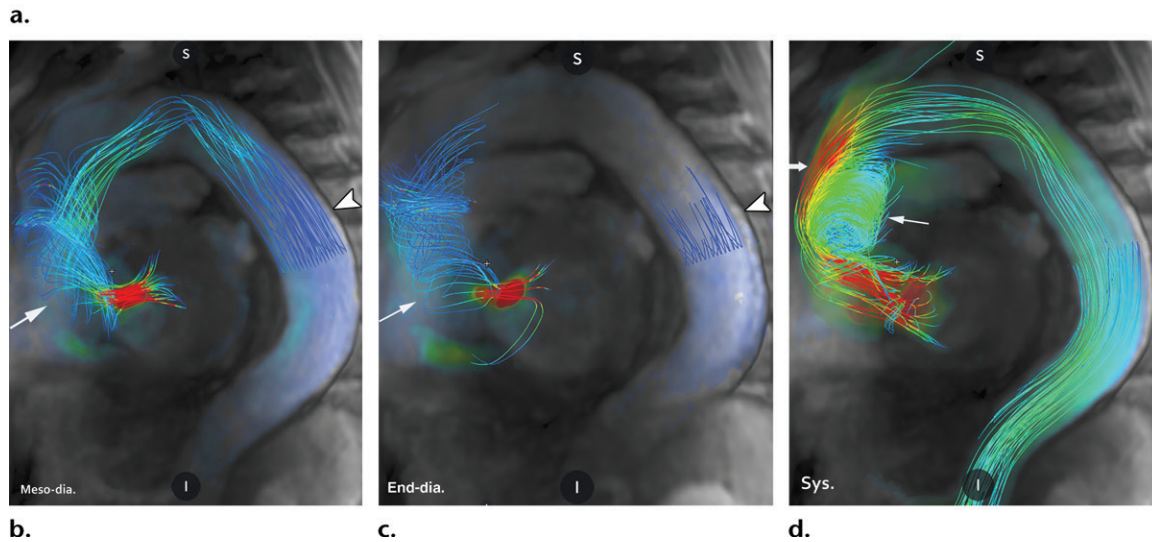 a.
S
S
S
Meso-dia.
I
End-dia.
I
Sys.
I
b.
c.
d.